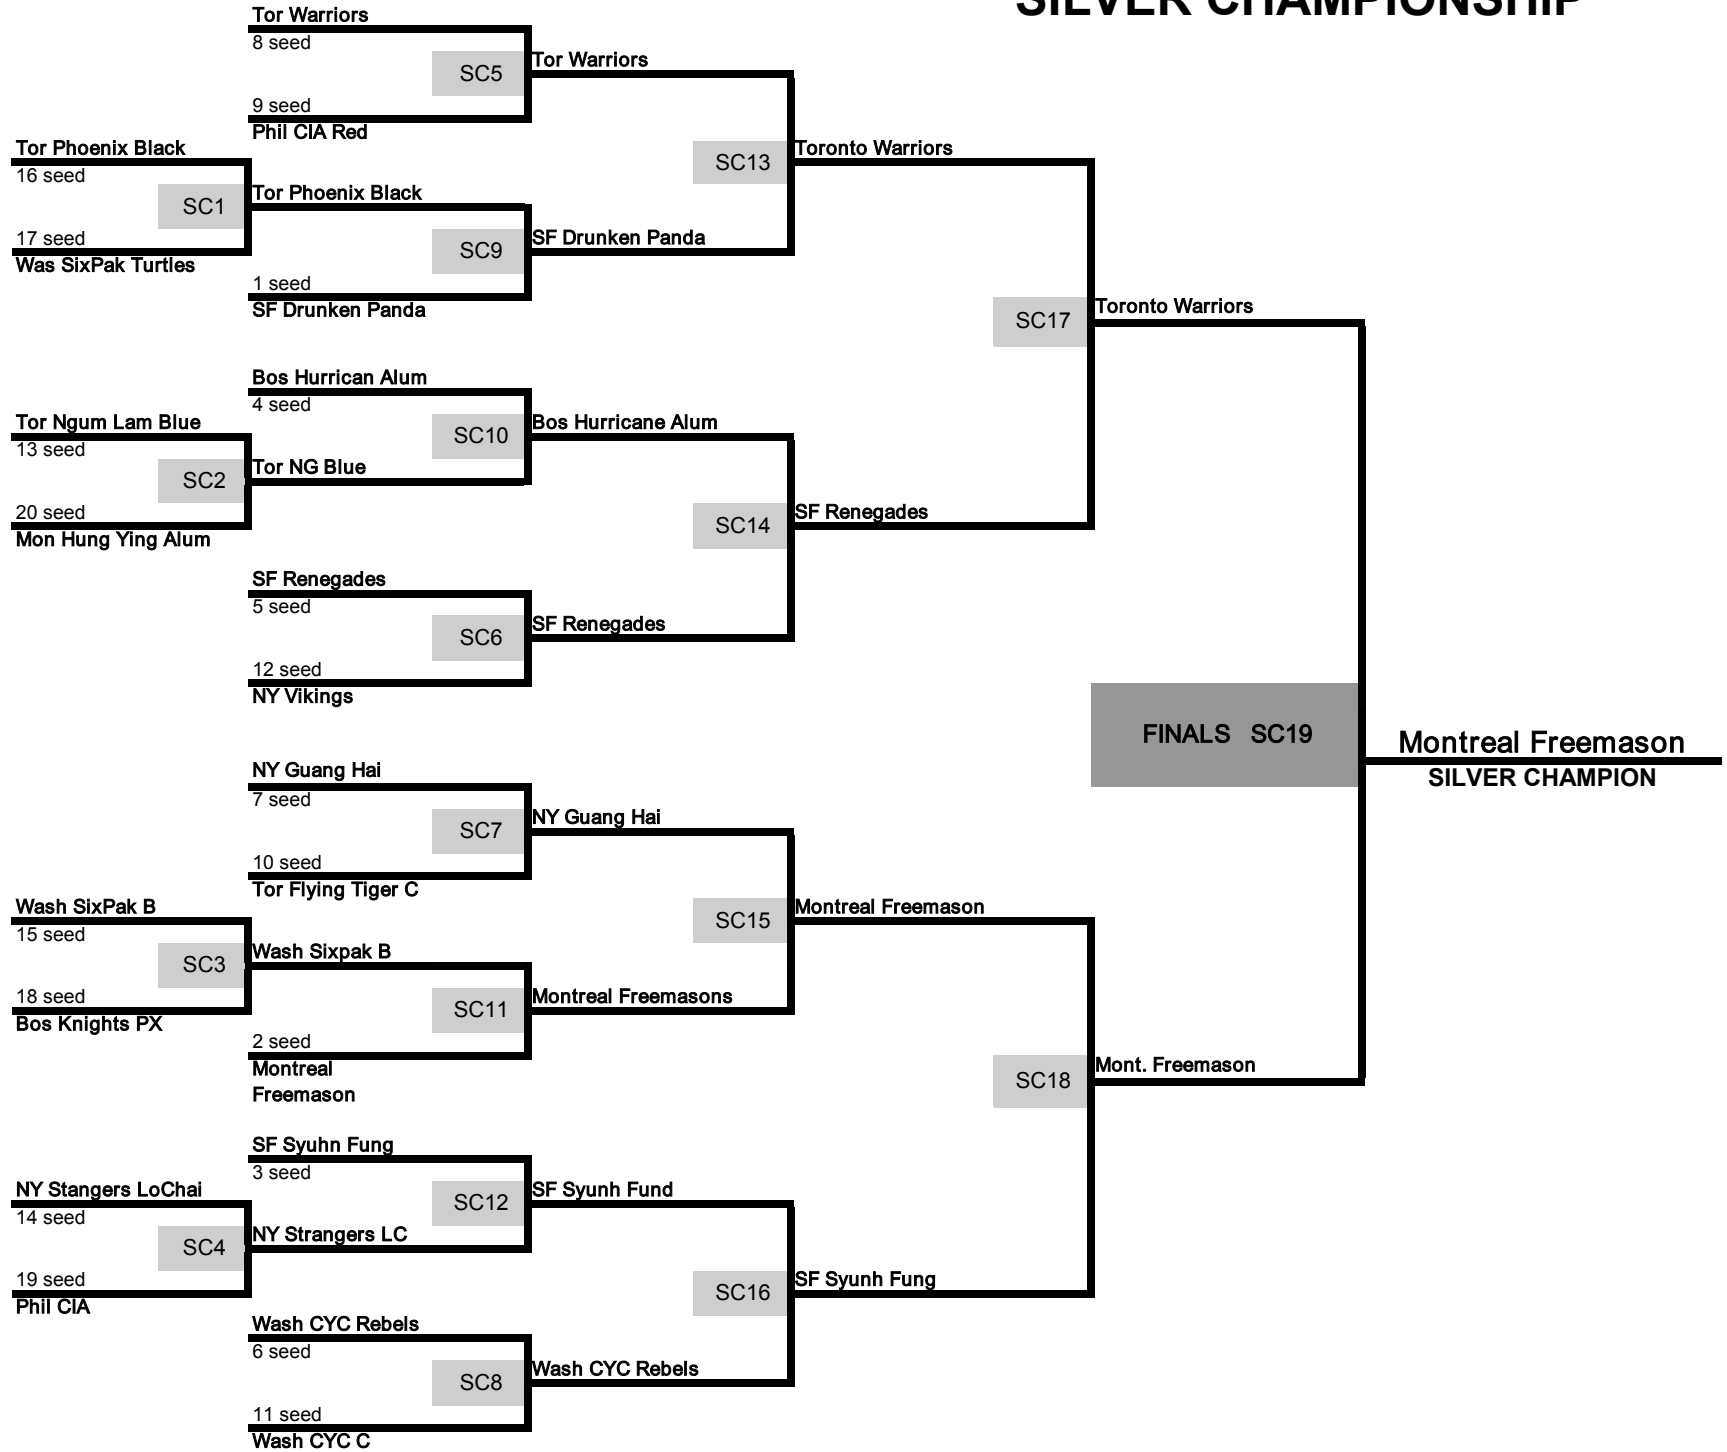 SILVER CHAMPIONSHIP
Tor Warriors
8 seed
SC5
Tor Warriors
9 seed
Phil CIA Red
Tor Phoenix Black
16 seed
SC1
Tor Phoenix Black
17 seed
Was SixPak Turtles
SC13
Toronto Warriors
SC9
SF Drunken Panda
1 seed
SF Drunken Panda
SC17
Toronto Warriors
Bos Hurrican Alum
4 seed
SC10
Bos Hurricane Alum
Tor Ngum Lam Blue
13 seed
SC2
Tor NG Blue
20 seed
Mon Hung Ying Alum
SC14
SF Renegades
SF Renegades
5 seed
SC6
SF Renegades
12 seed
NY Vikings
FINALS SC19
Montreal Freemason
SILVER CHAMPION
NY Guang Hai
7 seed
SC7
NY Guang Hai
10 seed
Tor Flying Tiger C
Wash SixPak B
15 seed
SC3
Wash Sixpak B
18 seed
Bos Knights PX
SC15
Montreal Freemason
SC11
Montreal Freemasons
2 seed
Montreal
Freemason
SC18
Mont. Freemason
SF Syuhn Fung
3 seed
SC12
SF Syunh Fund
NY Stangers LoChai
14 seed
SC4
NY Strangers LC
19 seed
Phil CIA
SC16
SF Syunh Fung
Wash CYC Rebels
6 seed
SC8
Wash CYC Rebels
11 seed
Wash CYC C